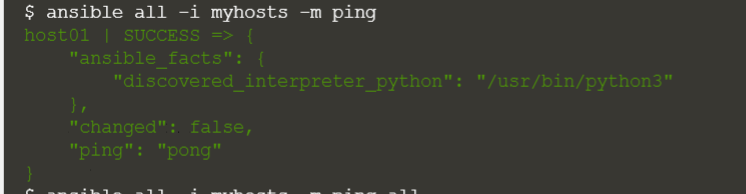 $ ansible all -i myhosts -m ping
host01 | SUCCESS => {
    "ansible_facts": {
        "discovered_interpreter_python": "/usr/bin/python3"
    },
    "changed": false,
    "ping": "pong"
}
$ ansible all -i myhosts -m ping all